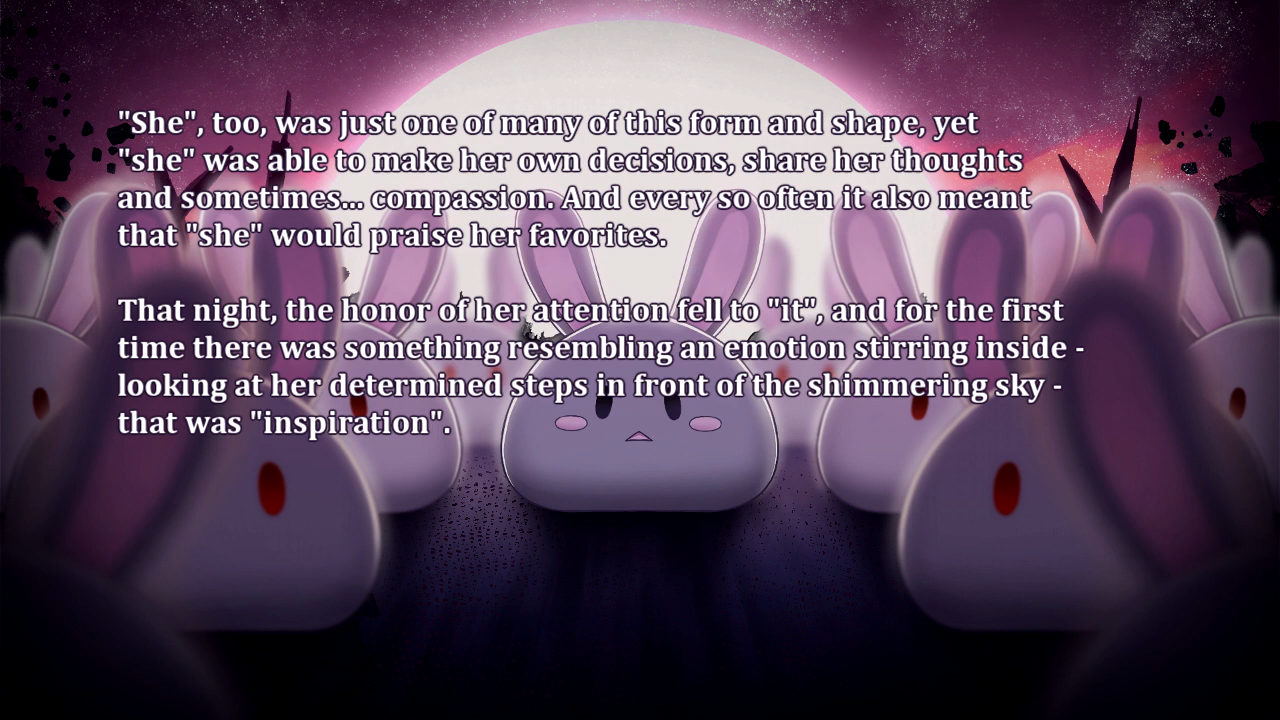 "She", too, was just one of many of this form and shape, yet
"she" was able to make her own decisions, share her thoughts
and sometimes... compassion. And every so often it also meant
that "she" would praise her favorites.
That night, the honor of her attention fell to "it", and for the first
time there was something resembling an emotion stirring inside -
looking at her determined steps in front of the shimmering sky -
that was "inspiration".